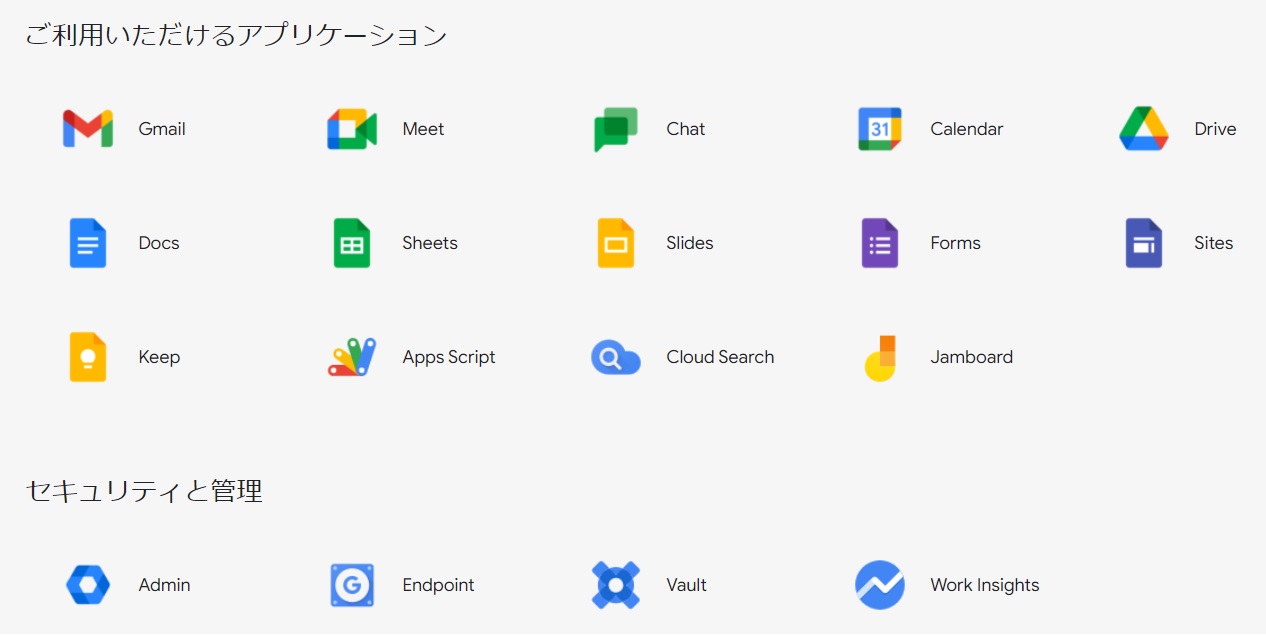 ご利用いただけるアプリケーション
Gmail Meet Chat Calendar Drive
31
Docs Sheets Slides Forms Sites
Keep Apps Script Cloud Search Jamboard
セキュリティと管理
Admin Endpoint Vault Work Insights
G